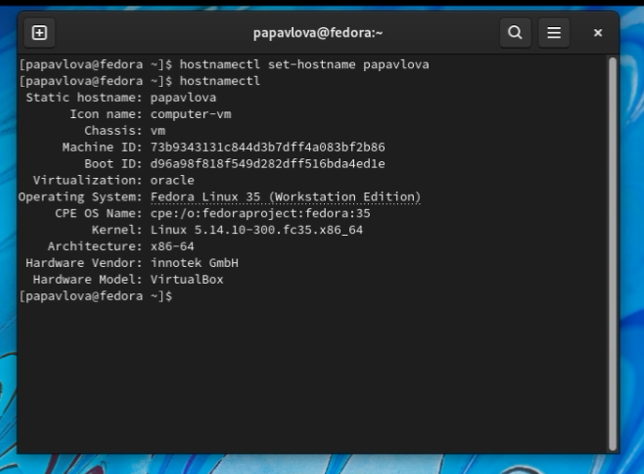 papavlova@fedora:~
[papavlova@fedora ~]$ hostnamectl set-hostname papavlova
[papavlova@fedora ~]$ hostnamectl
Static hostname: papavlova
Icon name: computer-vm
Chassis: vm
Machine ID: 73b9343131c844d3b7dff4a083bf2b86
Boot ID: d96a98f818f549d282dff516bda4ed1e
Virtualization: oracle
Operating System: Fedora Linux 35 (Workstation Edition)
CPE OS Name: cpe:/o:fedoraproject:fedora:35
Kernel: Linux 5.14.10-300.fc35.x86_64
Architecture: x86-64
Hardware Vendor: innotek GmbH
Hardware Model: VirtualBox
[papavlova@fedora ~]$